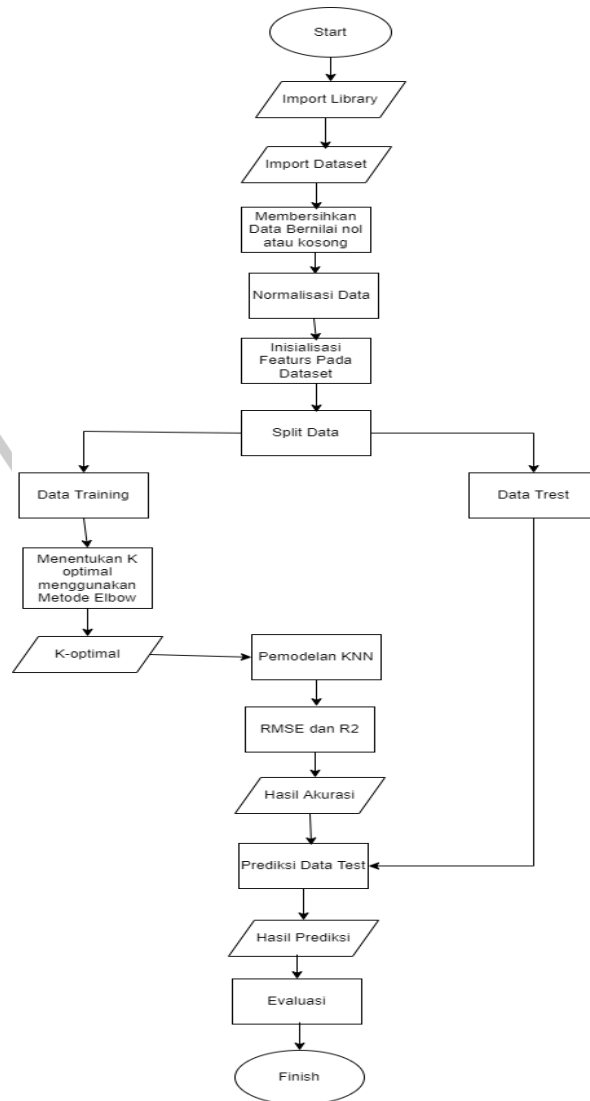 Start
Import Library
Import Dataset
Membersihkan
Data Bernilai nol
atau kosong
Normalisasi Data
Inisialisasi
Featurs Pada
Dataset
Split Data
Data Training
Data Trest
Menentukan K
optimal
menggunakan
Metode Elbow
K-optimal
Pemodelan KNN
RMSE dan R2
Hasil Akurasi
Prediksi Data Test
Hasil Prediksi
Evaluasi
Finish